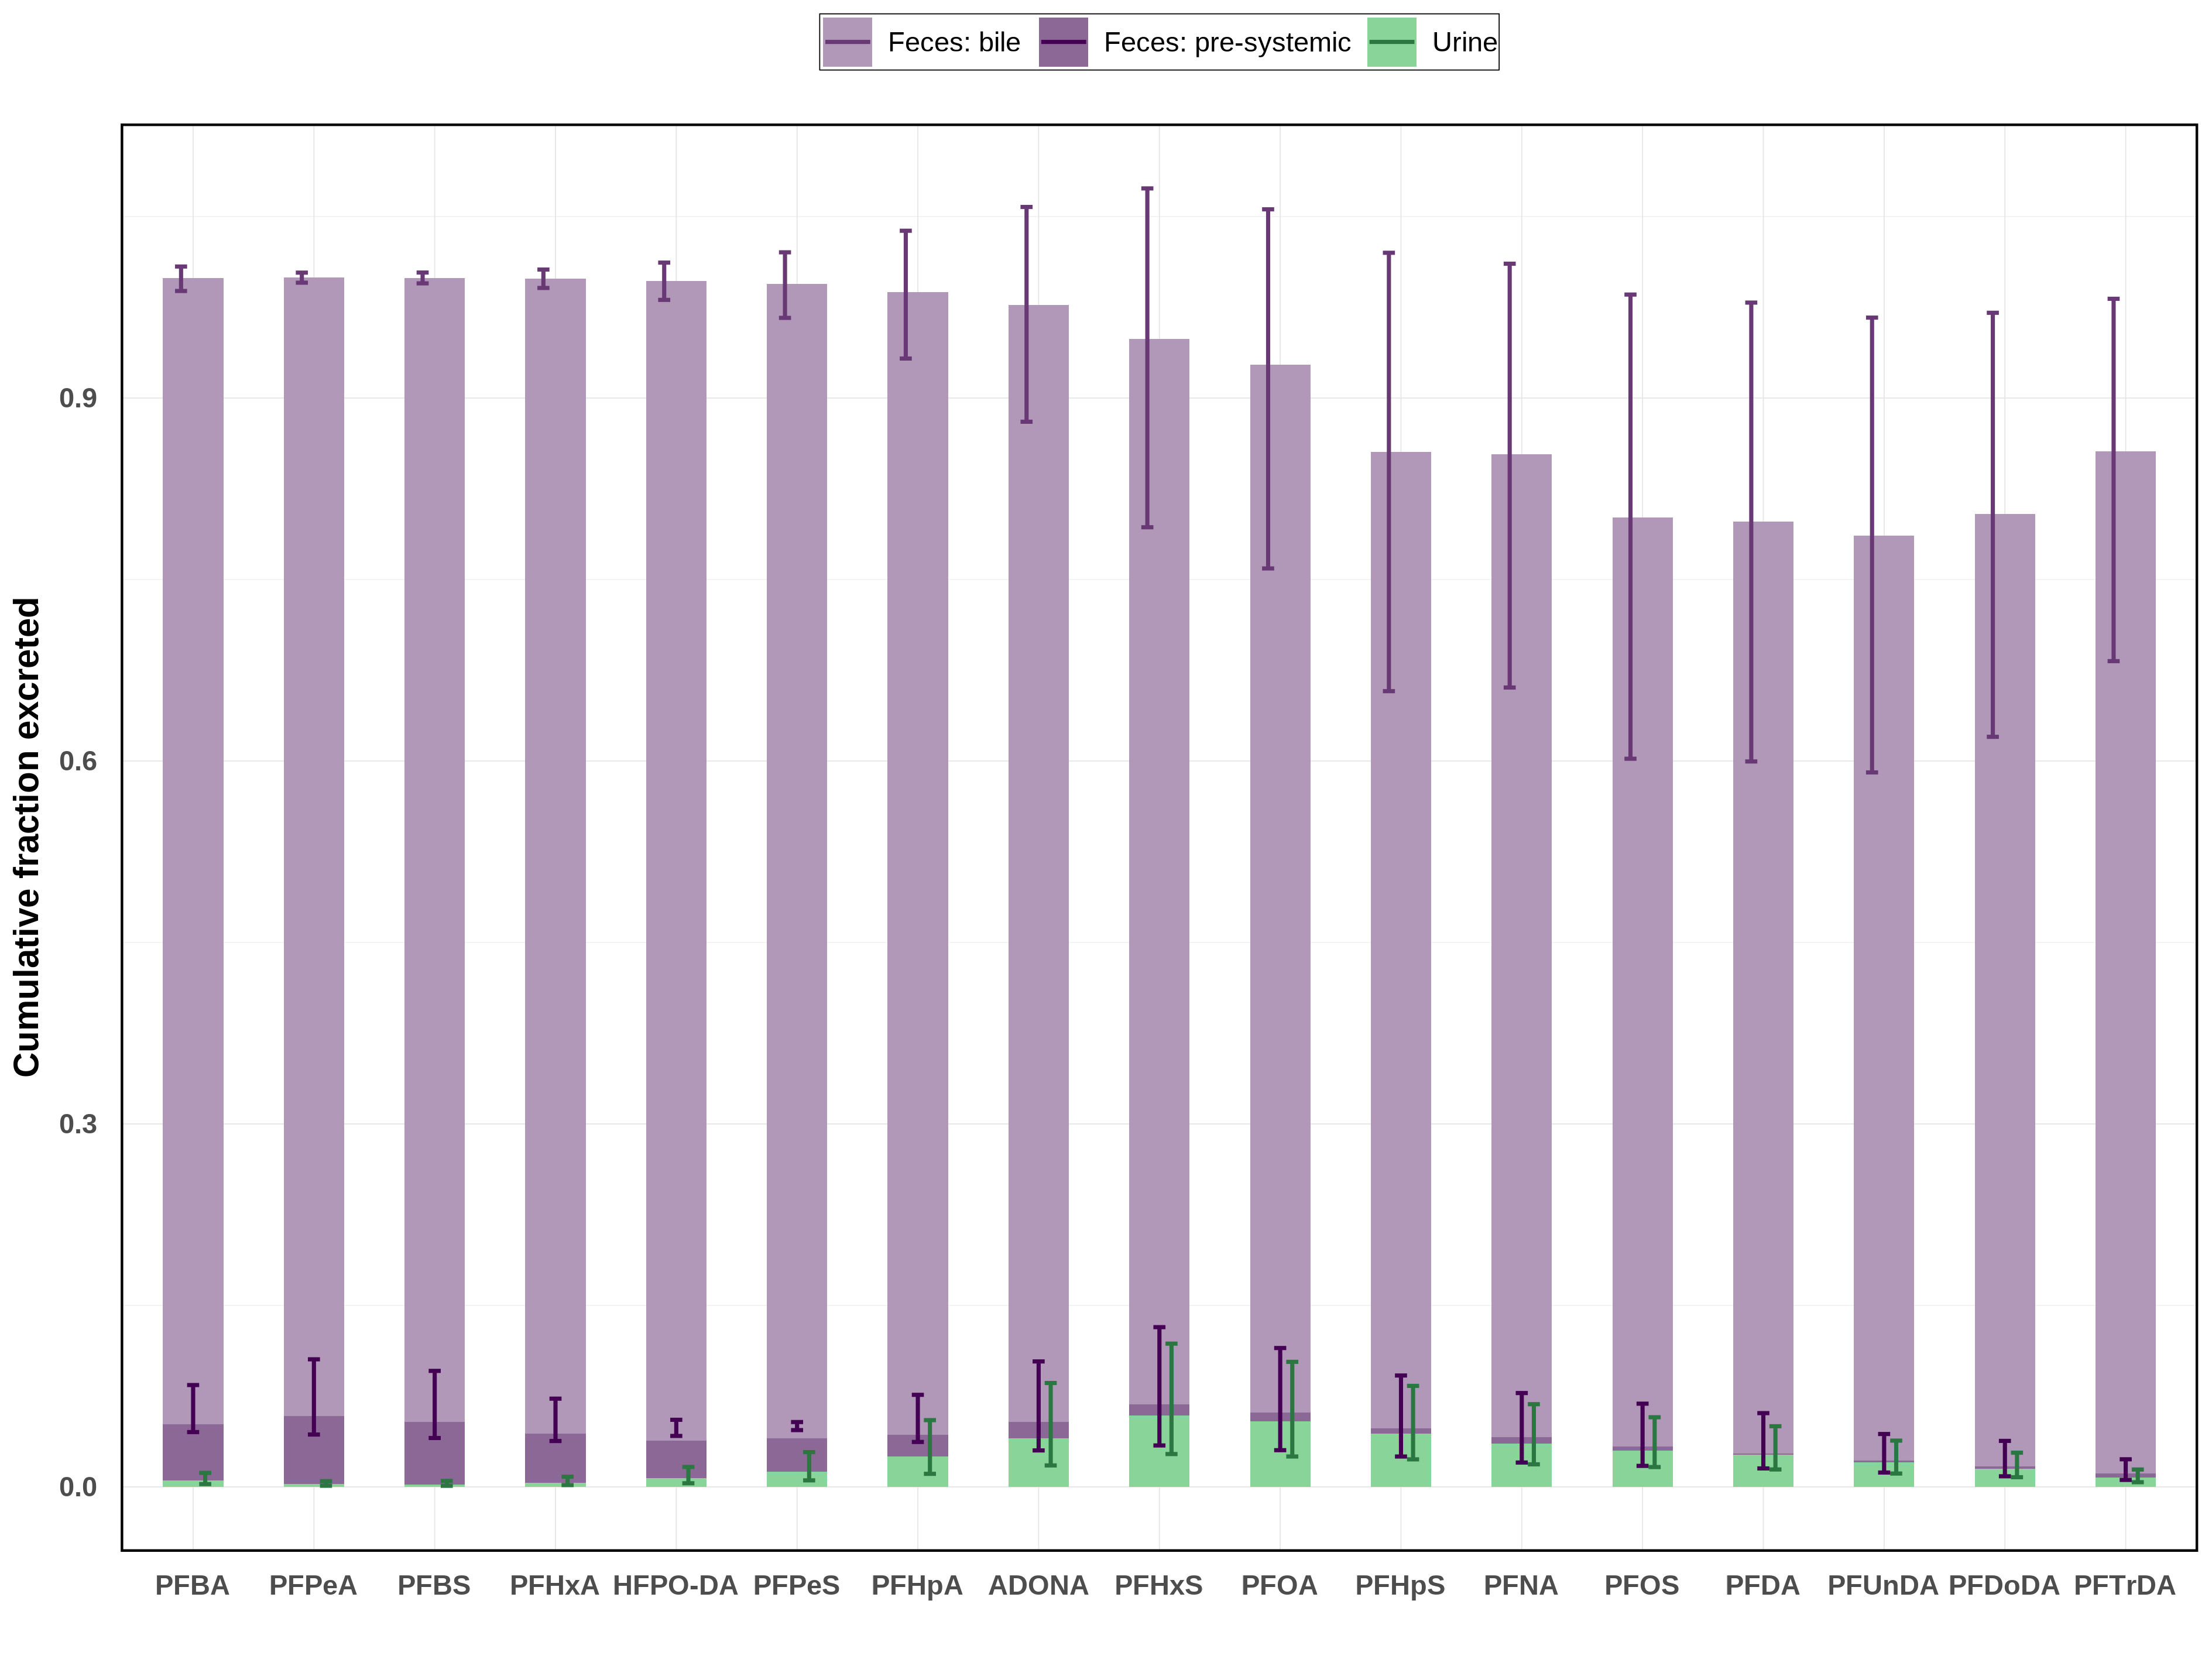 Feces: bile Feces: pre-systemic Urine
Cumulative fraction excreted
0.9
0.6
0.3
0.0
PFBA PFPeA PFBS PFHxA HFPO-DA PFPeS PFHpA ADONA PFHxS PFOA PFHpS PFNA PFOS PFDA PFUnDA PFDoDA PFTrDA